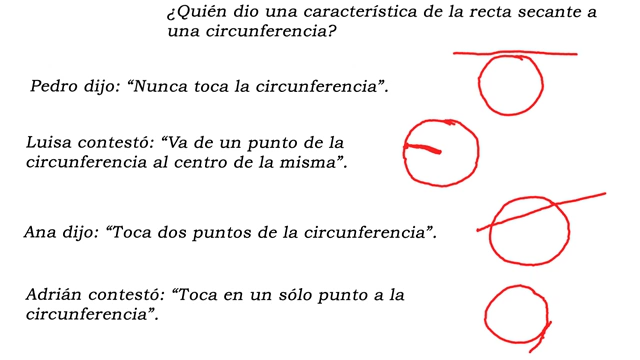 ¿Quién dio una característica de la recta secante a
una circunferencia?
Pedro dijo: “Nunca toca la circunferencia”.
Luisa contestó: “Va de un punto de la
circunferencia al centro de la misma”.
Ana dijo: “Toca dos puntos de la circunferencia”.
Adrián contestó: “Toca en un sólo punto a la
circunferencia”.